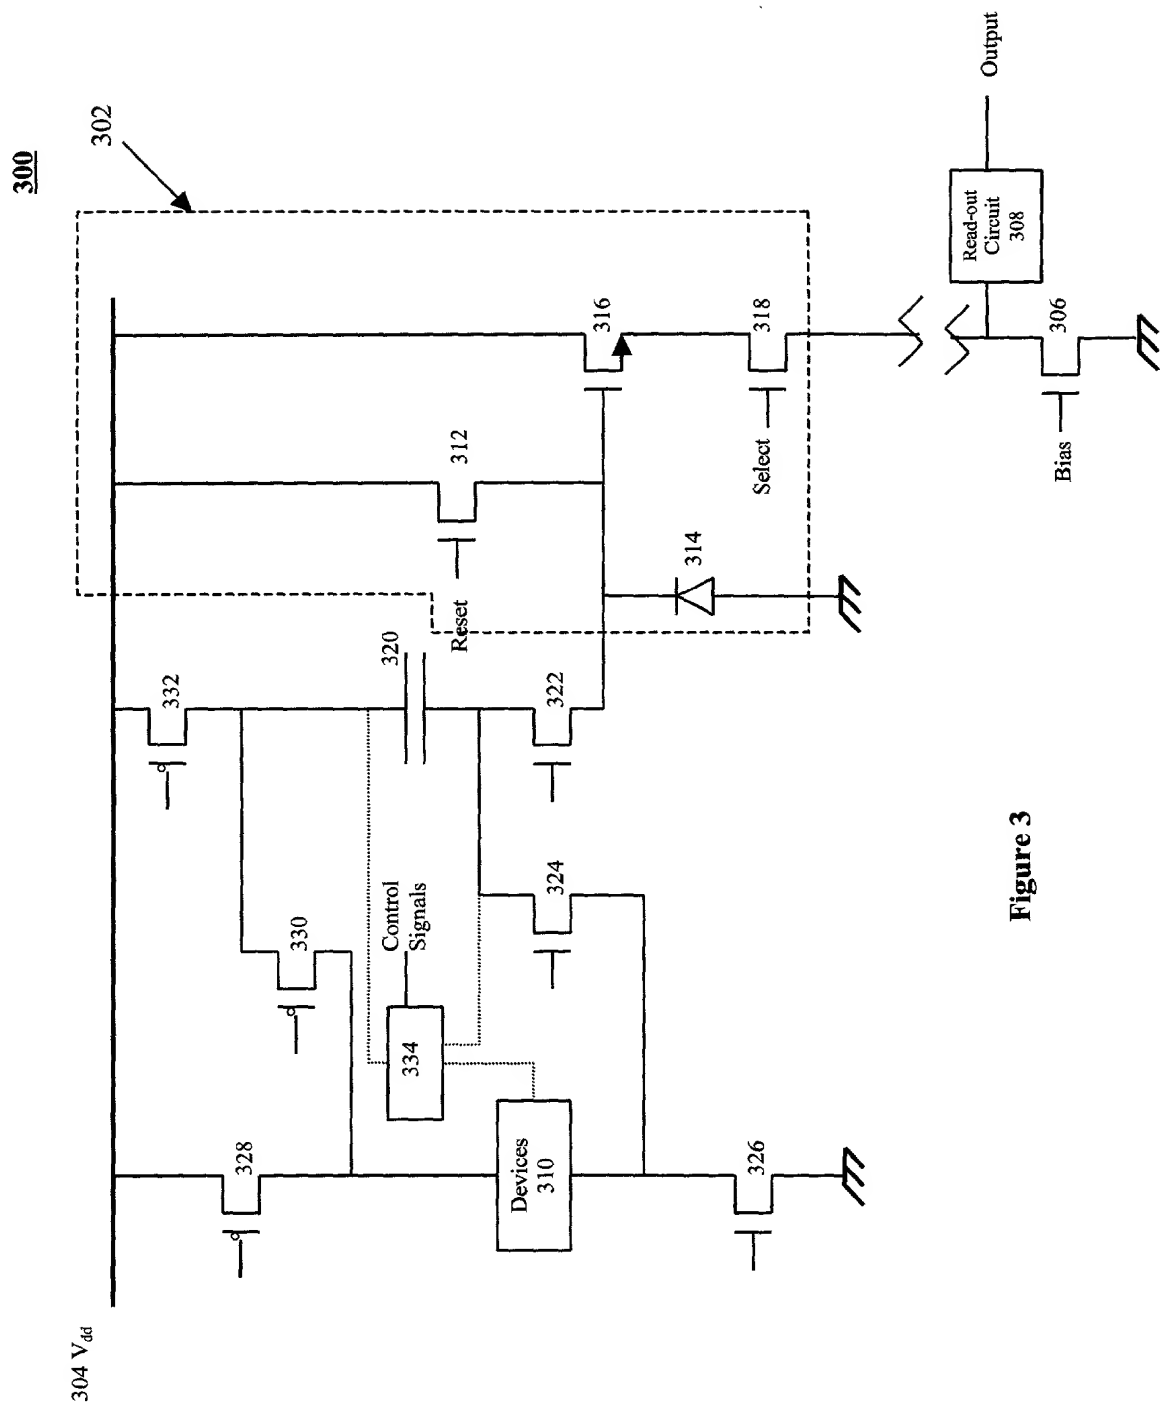 300
302
304 Vdd
332
320
Reset
312
316
318
Select
314
322
324
330
328
Control
Signals
334
Devices
310
326
Read-out
Circuit
308
Output
306
Bias
Figure 3